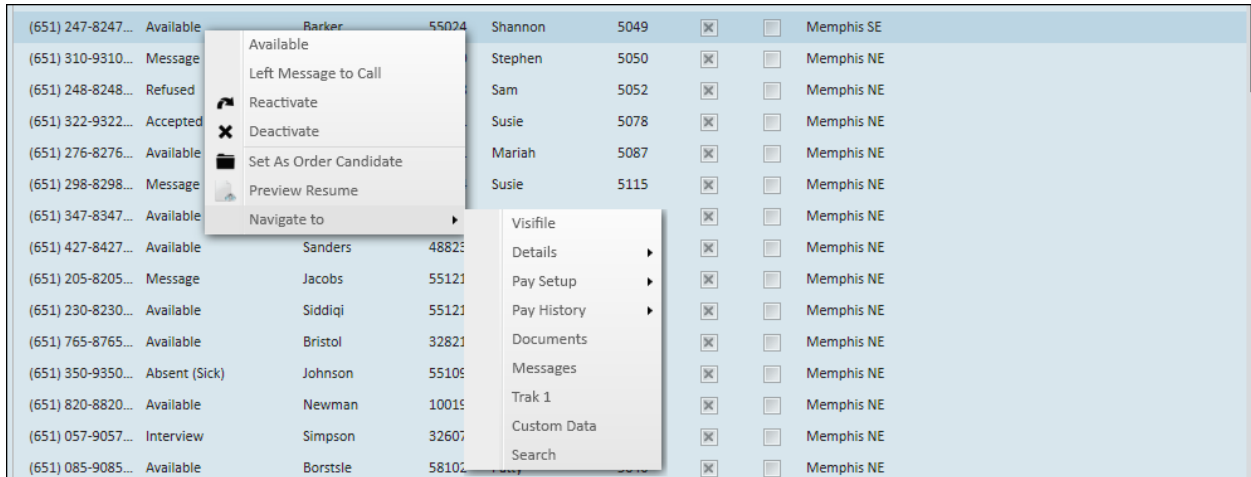 (651) 247-8247... Available Barker 55024 Shannon 5049 Memphis SE
Available
(651) 310-9310... Message Stephen 5050 Memphis NE
Left Message to Call
(651) 248-8248... Refused Sam 5052 Memphis NE
Reactivate
(651) 322-9322... Accepted Susie 5078 Memphis NE
Deactivate
(651) 276-8276... Available Mariah 5087 Memphis NE
Set As Order Candidate
(651) 298-8298... Message Susie 5115 Memphis NE
Preview Resume
(651) 347-8347... Available Memphis NE
Navigate to
Visifile
(651) 427-8427... Available Sanders 48823 Memphis NE
Details
(651) 205-8205... Message Jacobs 55121 Memphis NE
Pay Setup
(651) 230-8230... Available Siddiqi 55121 Memphis NE
Pay History
(651) 765-8765... Available Bristol 32821 Memphis NE
Documents
(651) 350-9350... Absent (Sick) Johnson 55109 Memphis NE
Messages
(651) 820-8820... Available Newman 10019 Memphis NE
Trak 1
(651) 057-9057... Interview Simpson 32607 Memphis NE
Custom Data
(651) 085-9085... Available Borstsle 58102 Memphis NE
Search